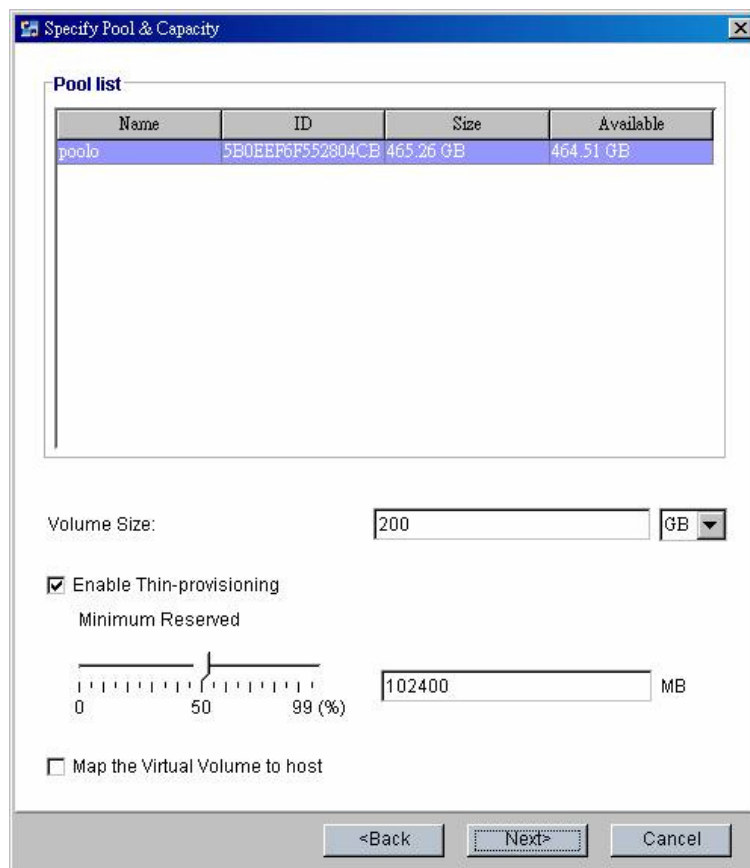 Specify Pool & Capacity
Pool list
Name ID Size Available
poolo 5B0EEF6F552804CB 465.26 GB 464.51 GB
Volume Size: 200 GB
Enable Thin-provisioning
Minimum Reserved
102400 MB
0 50 99 (%)
Map the Virtual Volume to host
<Back Next> Cancel